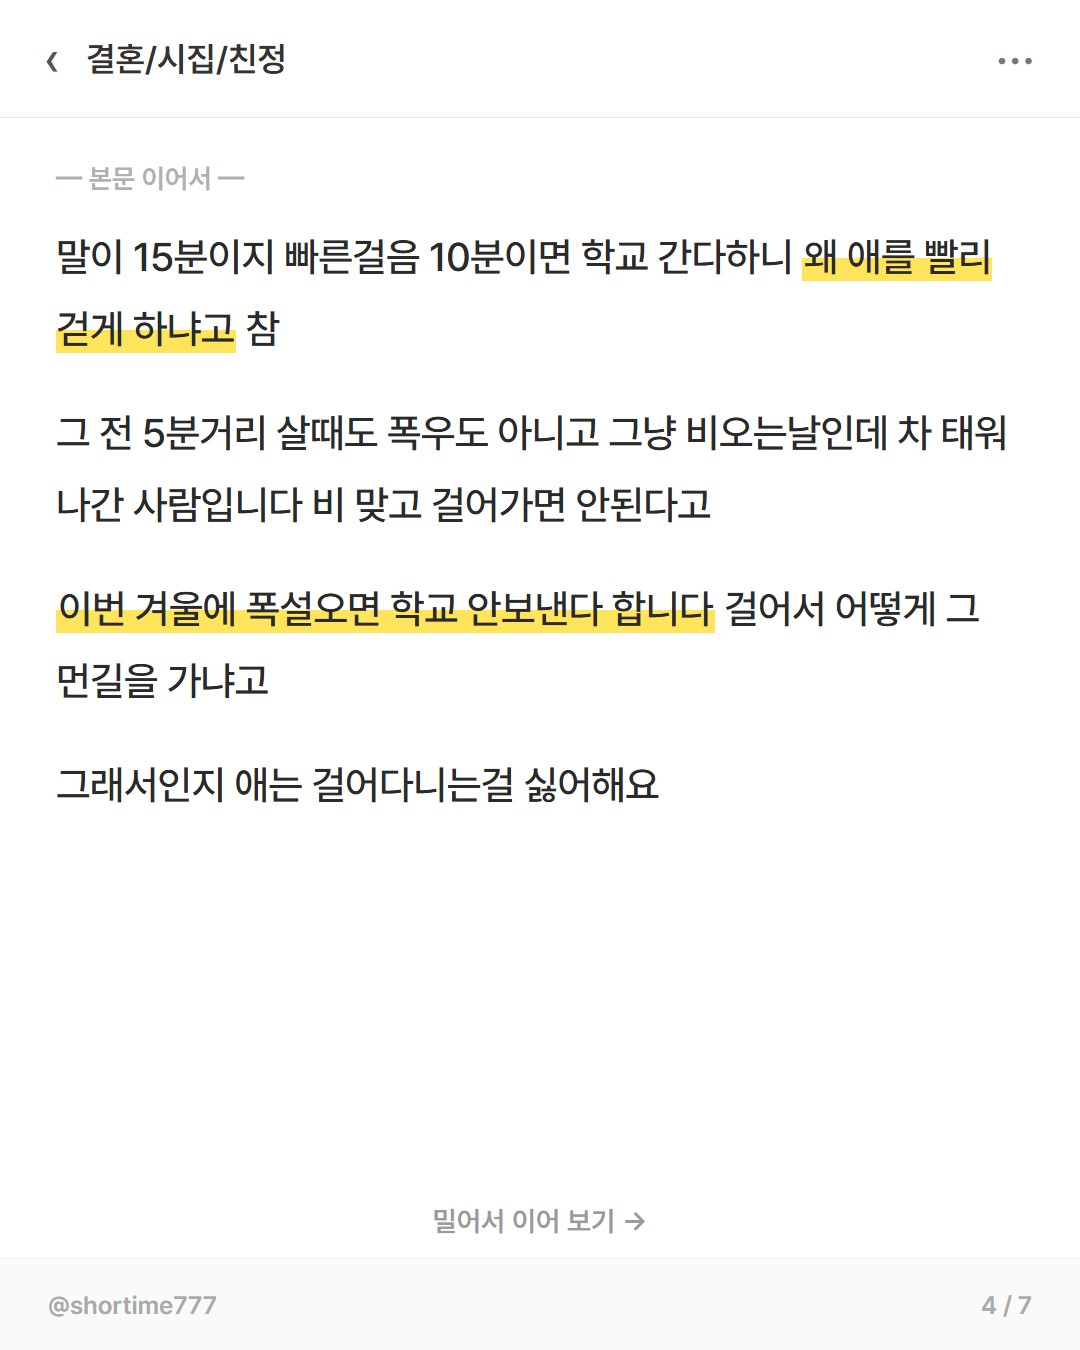 ‹ 결혼/시집/친정 •••
— 본문 이어서 —
말이 15분이지 빠른걸음 10분이면 학교 간다하니 왜 애를 빨리
걷게 하냐고 참
그 전 5분거리 살때도 폭우도 아니고 그냥 비오는날인데 차 태워
나간 사람입니다 비 맞고 걸어가면 안된다고
이번 겨울에 폭설오면 학교 안보낸다 합니다 걸어서 어떻게 그
먼길을 가냐고
그래서인지 애는 걸어다니는걸 싫어해요
밀어서 이어 보기 →
@shortime777 4 / 7